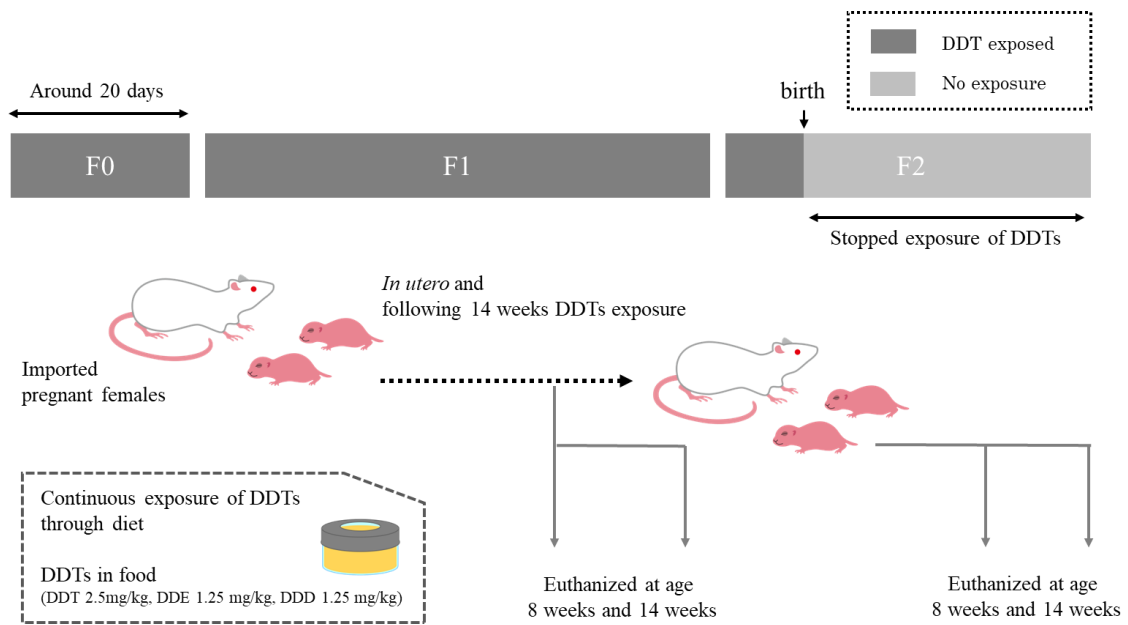 DDT exposed
No exposure
Around 20 days
birth
F0
F1
F2
Stopped exposure of DDTs
In utero and
following 14 weeks DDTs exposure
Imported
pregnant females
Continuous exposure of DDTs
through diet
DDTs in food
(DDT 2.5mg/kg, DDE 1.25 mg/kg, DDD 1.25 mg/kg)
Euthanized at age
8 weeks and 14 weeks
Euthanized at age
8 weeks and 14 weeks